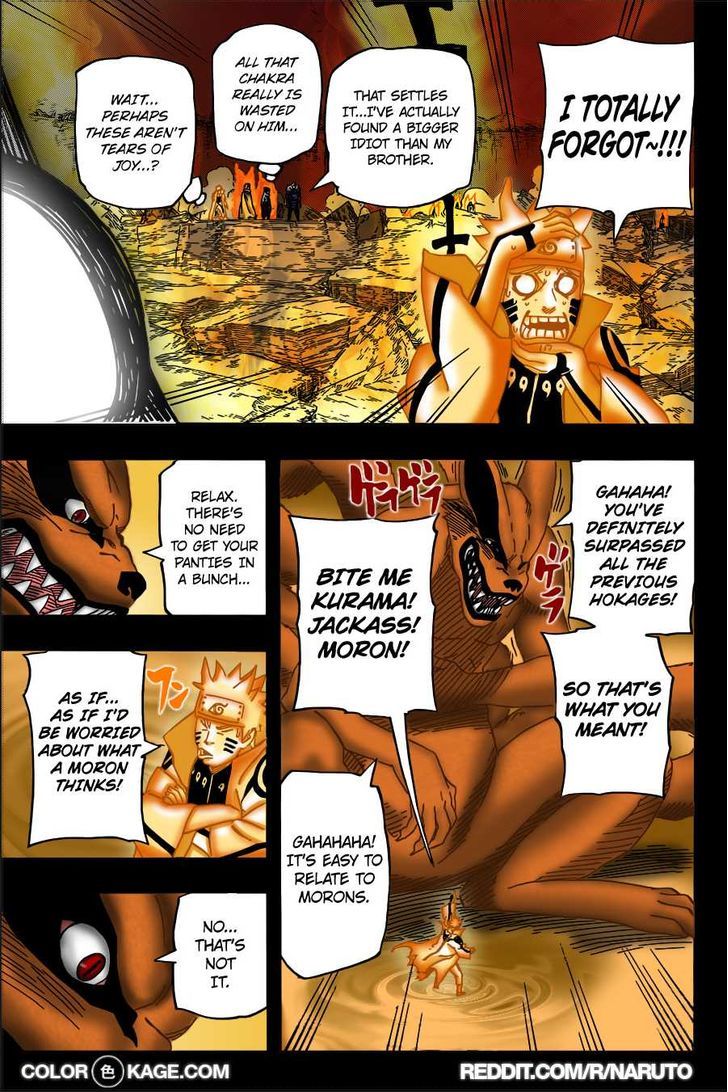 I TOTALLY
FORGOT~!!!
THAT SETTLES
IT...I'VE ACTUALLY
FOUND A BIGGER
IDIOT THAN MY
BROTHER.
ALL THAT
CHAKRA
REALLY IS
WASTED
ON HIM...
WAIT...
PERHAPS
THESE AREN'T
TEARS OF
JOY...?
GAHAHA!
YOU'VE
DEFINITELY
SURPASSED
ALL THE
PREVIOUS
HOKAGES!
ゲラ
ゲラ
ゲラ
SO THAT'S
WHAT YOU
MEANT!
BITE ME
KURAMA!
JACKASS!
MORON!
GAHAHAHA!
IT'S EASY TO
RELATE TO
MORONS.
RELAX.
THERE'S
NO NEED
TO GET YOUR
PANTIES IN
A BUNCH...
フン
AS IF...
AS IF I'D
BE WORRIED
ABOUT WHAT
A MORON
THINKS!
NO...
THAT'S
NOT
IT.
COLOR 色 KAGE.COM
REDDIT.COM/R/NARUTO